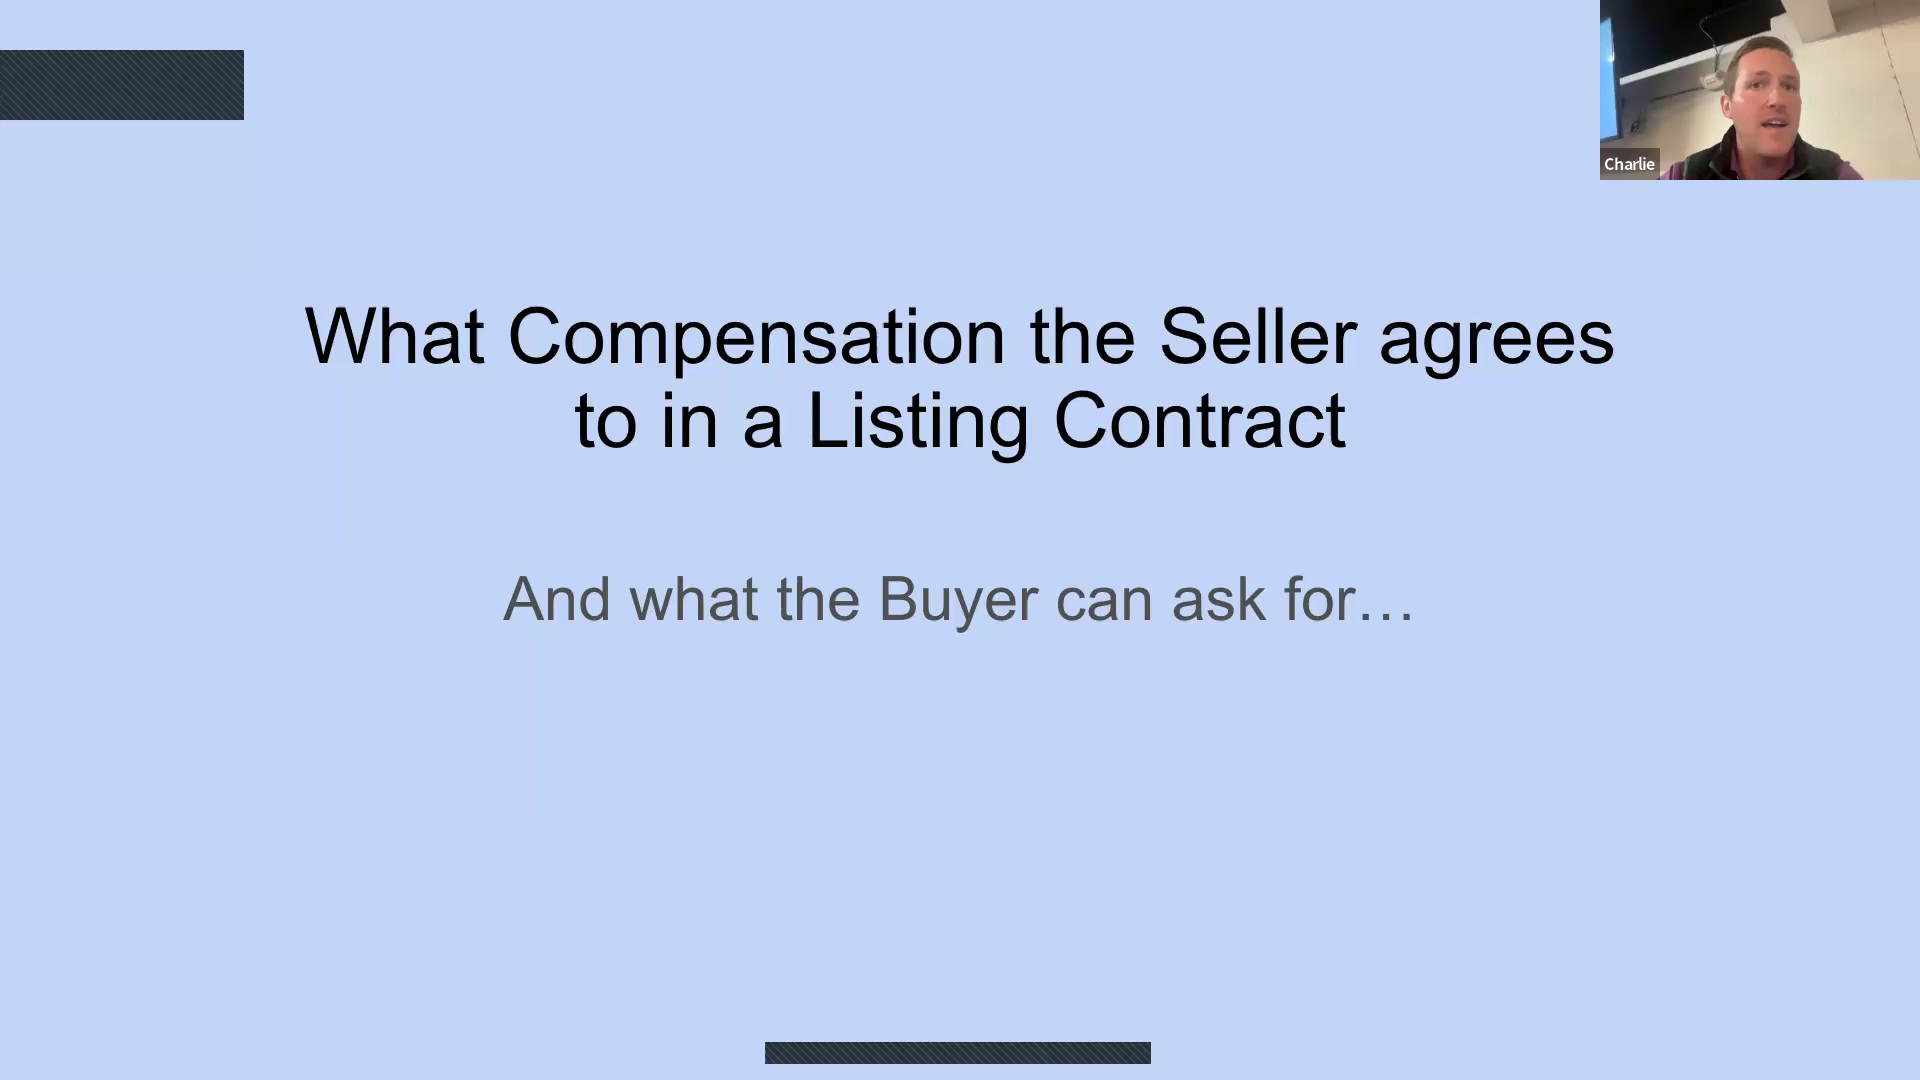 Charlie
What Compensation the Seller agrees
to in a Listing Contract
And what the Buyer can ask for…